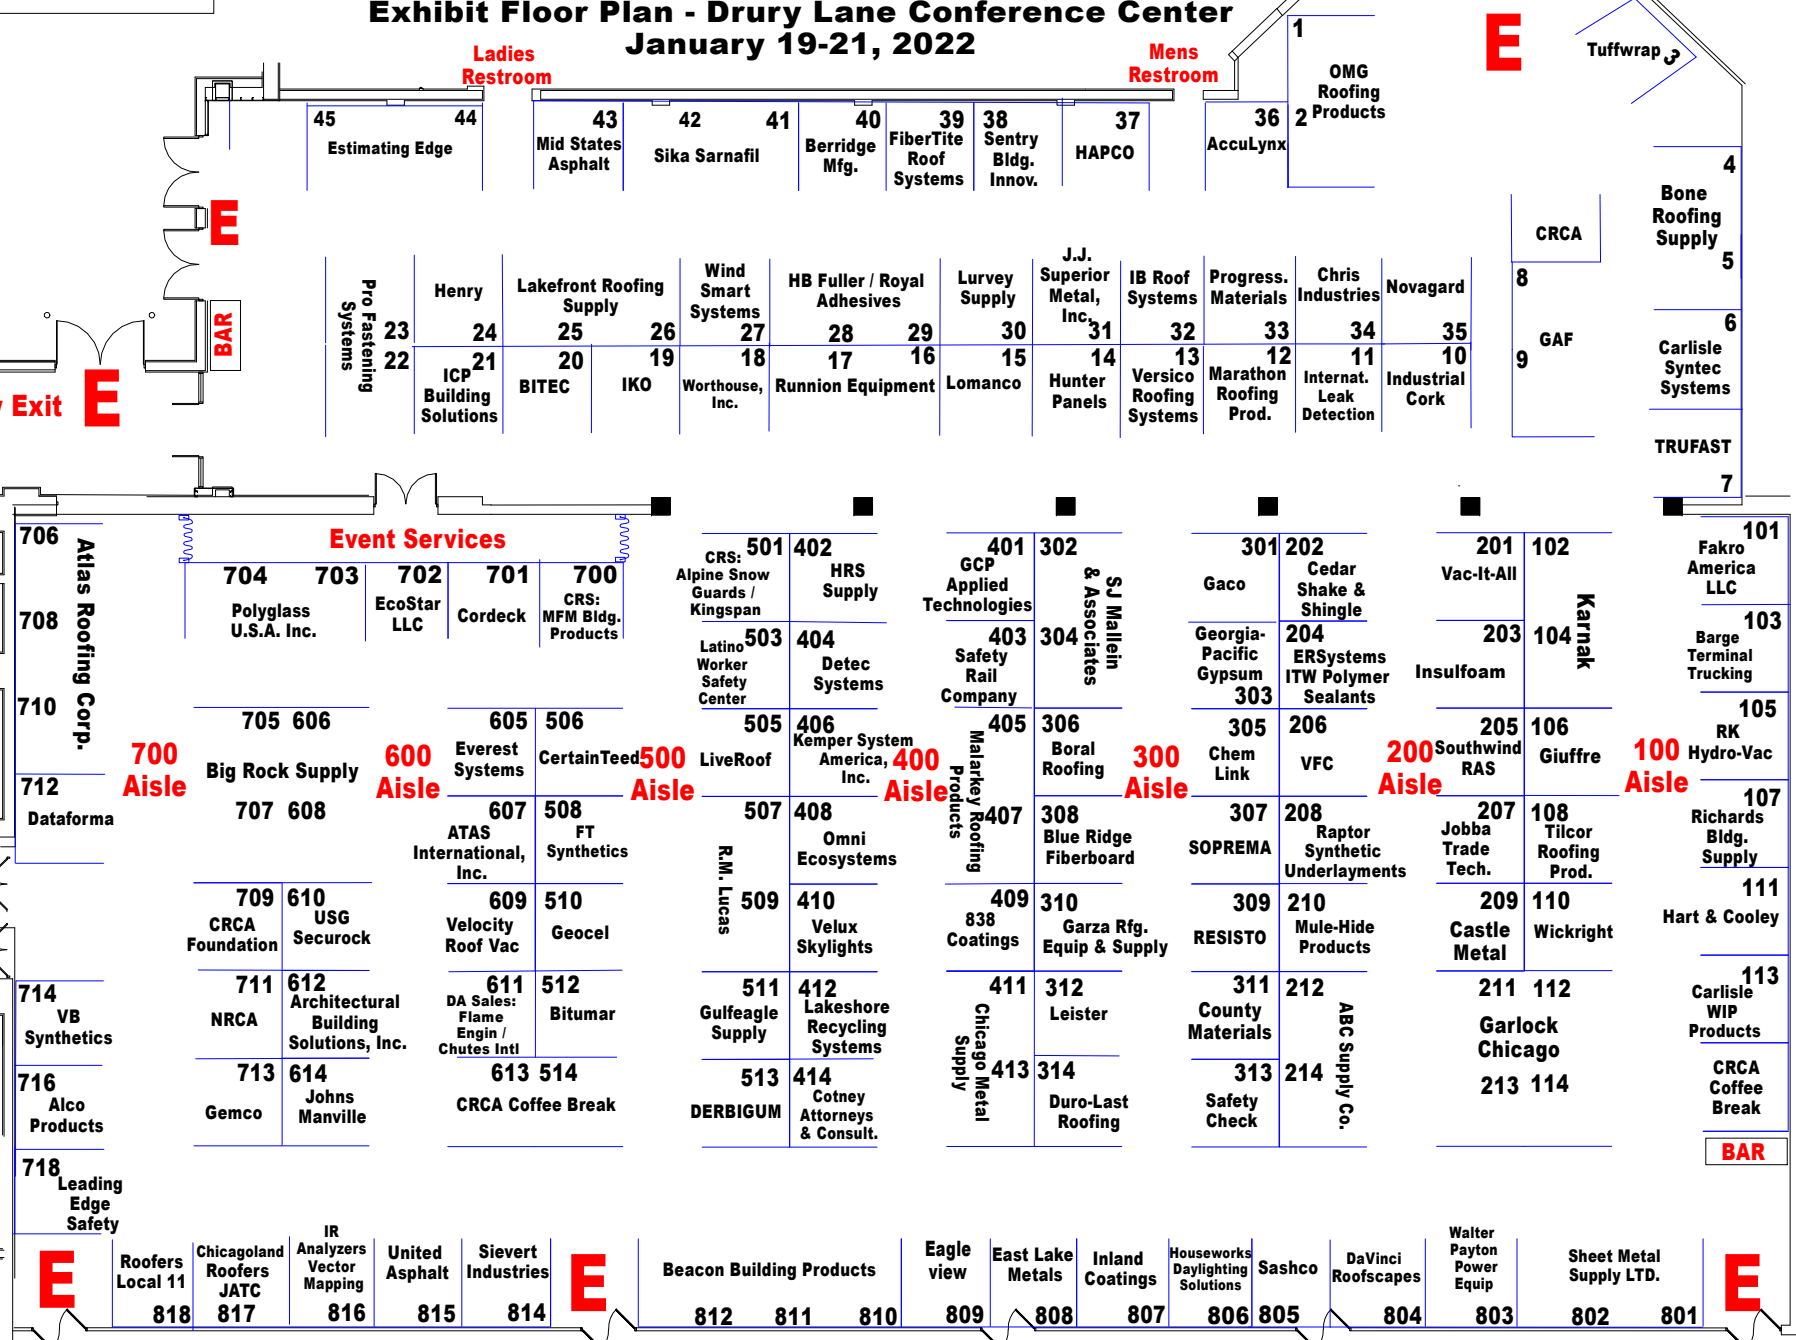 Exhibit Floor Plan - Drury Lane Conference Center
January 19-21, 2022
Ladies
Restroom
Mens
Restroom
E
1
OMG
Roofing
Products
2
Tuffwrap 3
45
44
Estimating Edge
43
Mid States
Asphalt
42
41
Sika Sarnafil
40
Berridge
Mfg.
39
FiberTite
Roof
Systems
38
Sentry
Bldg.
Innov.
37
HAPCO
36
AccuLynx
4
Bone
Roofing
Supply
5
E
CRCA
8
GAF
9
6
Carlisle
Syntec
Systems
TRUFAST
7
BAR
Exit
E
Pro Fastening
Systems
23
22
Henry
24
Lakefront Roofing
Supply
25
26
Wind
Smart
Systems
27
HB Fuller / Royal
Adhesives
28
29
Lurvey
Supply
30
J.J.
Superior
Metal,
Inc.
31
IB Roof
Systems
32
Progress.
Materials
33
Chris
Industries
34
Novagard
35
21
ICP
Building
Solutions
20
BITEC
19
IKO
18
Worthouse,
Inc.
17
16
Runnion Equipment
15
Lomanco
14
Hunter
Panels
13
Versico
Roofing
Systems
12
Marathon
Roofing
Prod.
11
Internat.
Leak
Detection
10
Industrial
Cork
Event Services
706
708
710
Atlas Roofing Corp.
712
Dataforma
714
VB
Synthetics
716
Alco
Products
718
Leading
Edge
Safety
704
703
Polyglass
U.S.A. Inc.
702
EcoStar
LLC
701
Cordeck
700
CRS:
MFM Bldg.
Products
700
Aisle
705 606
Big Rock Supply
707 608
709
CRCA
Foundation
610
USG
Securock
711
NRCA
612
Architectural
Building
Solutions, Inc.
713
Gemco
614
Johns
Manville
600
Aisle
605
Everest
Systems
506
CertainTeed
607
ATAS
International,
Inc.
508
FT
Synthetics
609
Velocity
Roof Vac
510
Geocel
611
DA Sales:
Flame
Engin /
Chutes Intl
512
Bitumar
613 514
CRCA Coffee Break
500
Aisle
501
CRS:
Alpine Snow
Guards /
Kingspan
402
HRS
Supply
503
Latino
Worker
Safety
Center
404
Detec
Systems
505
LiveRoof
406
Kemper System
America,
Inc.
507
R.M. Lucas
509
408
Omni
Ecosystems
410
Velux
Skylights
511
Gulfeagle
Supply
412
Lakeshore
Recycling
Systems
513
DERBIGUM
414
Cotney
Attorneys
& Consult.
400
Aisle
401
GCP
Applied
Technologies
302
SJ Mallein
& Associates
304
403
Safety
Rail
Company
405
Malarkey Roofing
Products
407
306
Boral
Roofing
308
Blue Ridge
Fiberboard
409
838
Coatings
310
Garza Rfg.
Equip & Supply
411
Chicago Metal
Supply
413
312
Leister
314
Duro-Last
Roofing
300
Aisle
301
Gaco
202
Cedar
Shake &
Shingle
Georgia-
Pacific
Gypsum
303
204
ERSystems
ITW Polymer
Sealants
305
Chem
Link
206
VFC
307
SOPREMA
208
Raptor
Synthetic
Underlayments
309
RESISTO
210
Mule-Hide
Products
311
County
Materials
212
ABC Supply Co.
214
313
Safety
Check
200
Aisle
201
Vac-It-All
102
Karnak
104
203
Insulfoam
205
Southwind
RAS
106
Giuffre
207
Jobba
Trade
Tech.
108
Tilcor
Roofing
Prod.
209
Castle
Metal
110
Wickright
211 112
Garlock
Chicago
213 114
100
Aisle
101
Fakro
America
LLC
103
Barge
Terminal
Trucking
105
RK
Hydro-Vac
107
Richards
Bldg.
Supply
111
Hart & Cooley
113
Carlisle
WIP
Products
CRCA
Coffee
Break
BAR
E
Roofers
Local 11
818
Chicagoland
Roofers
JATC
817
IR
Analyzers
Vector
Mapping
816
United
Asphalt
815
Sievert
Industries
814
E
Beacon Building Products
812
811
810
Eagle
view
809
East Lake
Metals
808
Inland
Coatings
807
Houseworks
Daylighting
Solutions
806
Sashco
805
DaVinci
Roofscapes
804
Walter
Payton
Power
Equip
803
Sheet Metal
Supply LTD.
802
801
E